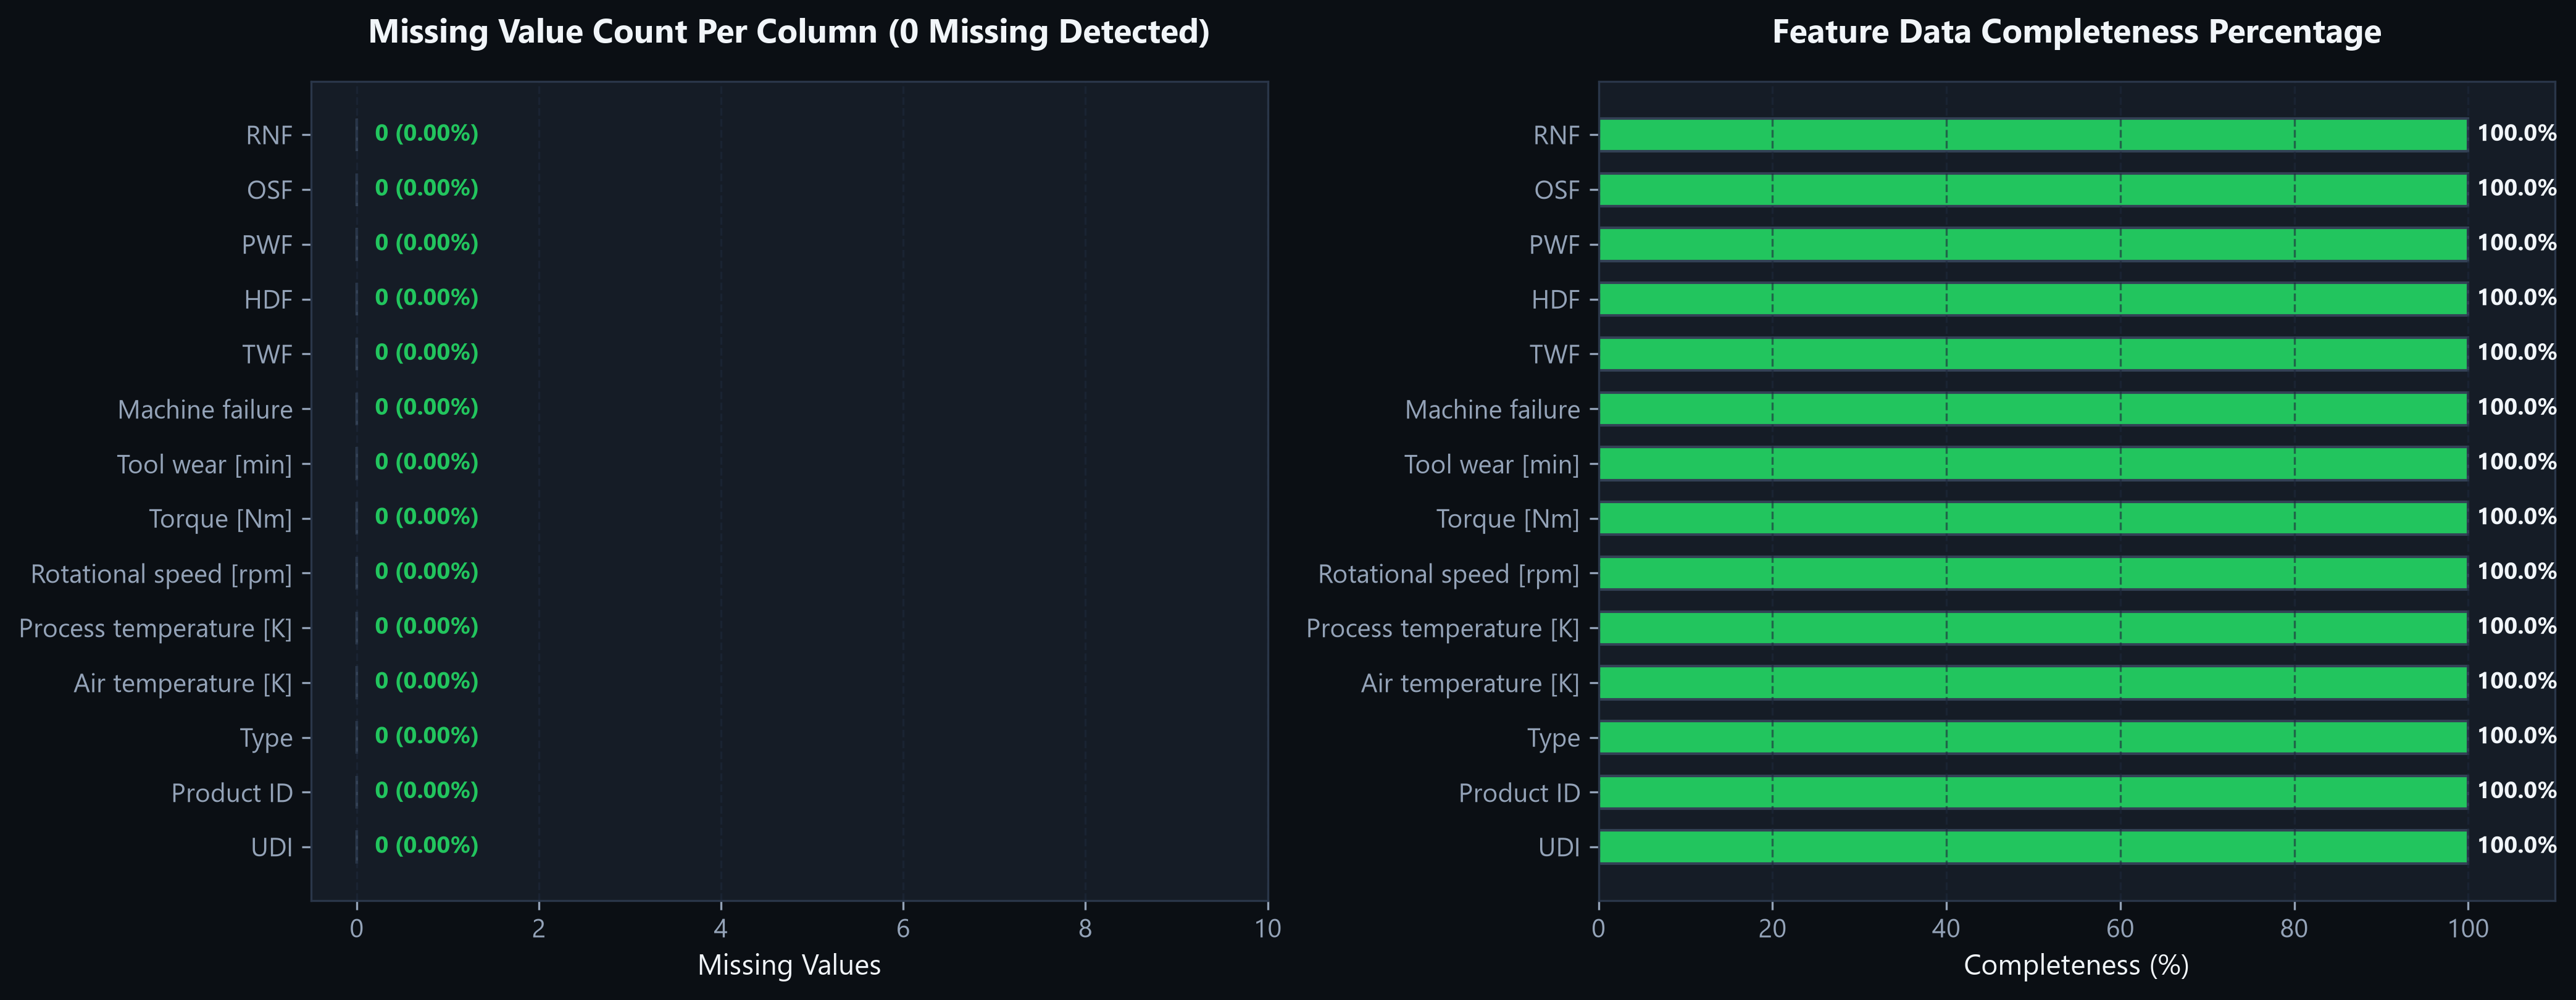 Missing Value Count Per Column (0 Missing Detected)
RNF 0 (0.00%)
OSF 0 (0.00%)
PWF 0 (0.00%)
HDF 0 (0.00%)
TWF 0 (0.00%)
Machine failure 0 (0.00%)
Tool wear [min] 0 (0.00%)
Torque [Nm] 0 (0.00%)
Rotational speed [rpm] 0 (0.00%)
Process temperature [K] 0 (0.00%)
Air temperature [K] 0 (0.00%)
Type 0 (0.00%)
Product ID 0 (0.00%)
UDI 0 (0.00%)
0 2 4 6 8 10
Missing Values
Feature Data Completeness Percentage
RNF 100.0%
OSF 100.0%
PWF 100.0%
HDF 100.0%
TWF 100.0%
Machine failure 100.0%
Tool wear [min] 100.0%
Torque [Nm] 100.0%
Rotational speed [rpm] 100.0%
Process temperature [K] 100.0%
Air temperature [K] 100.0%
Type 100.0%
Product ID 100.0%
UDI 100.0%
0 20 40 60 80 100
Completeness (%)